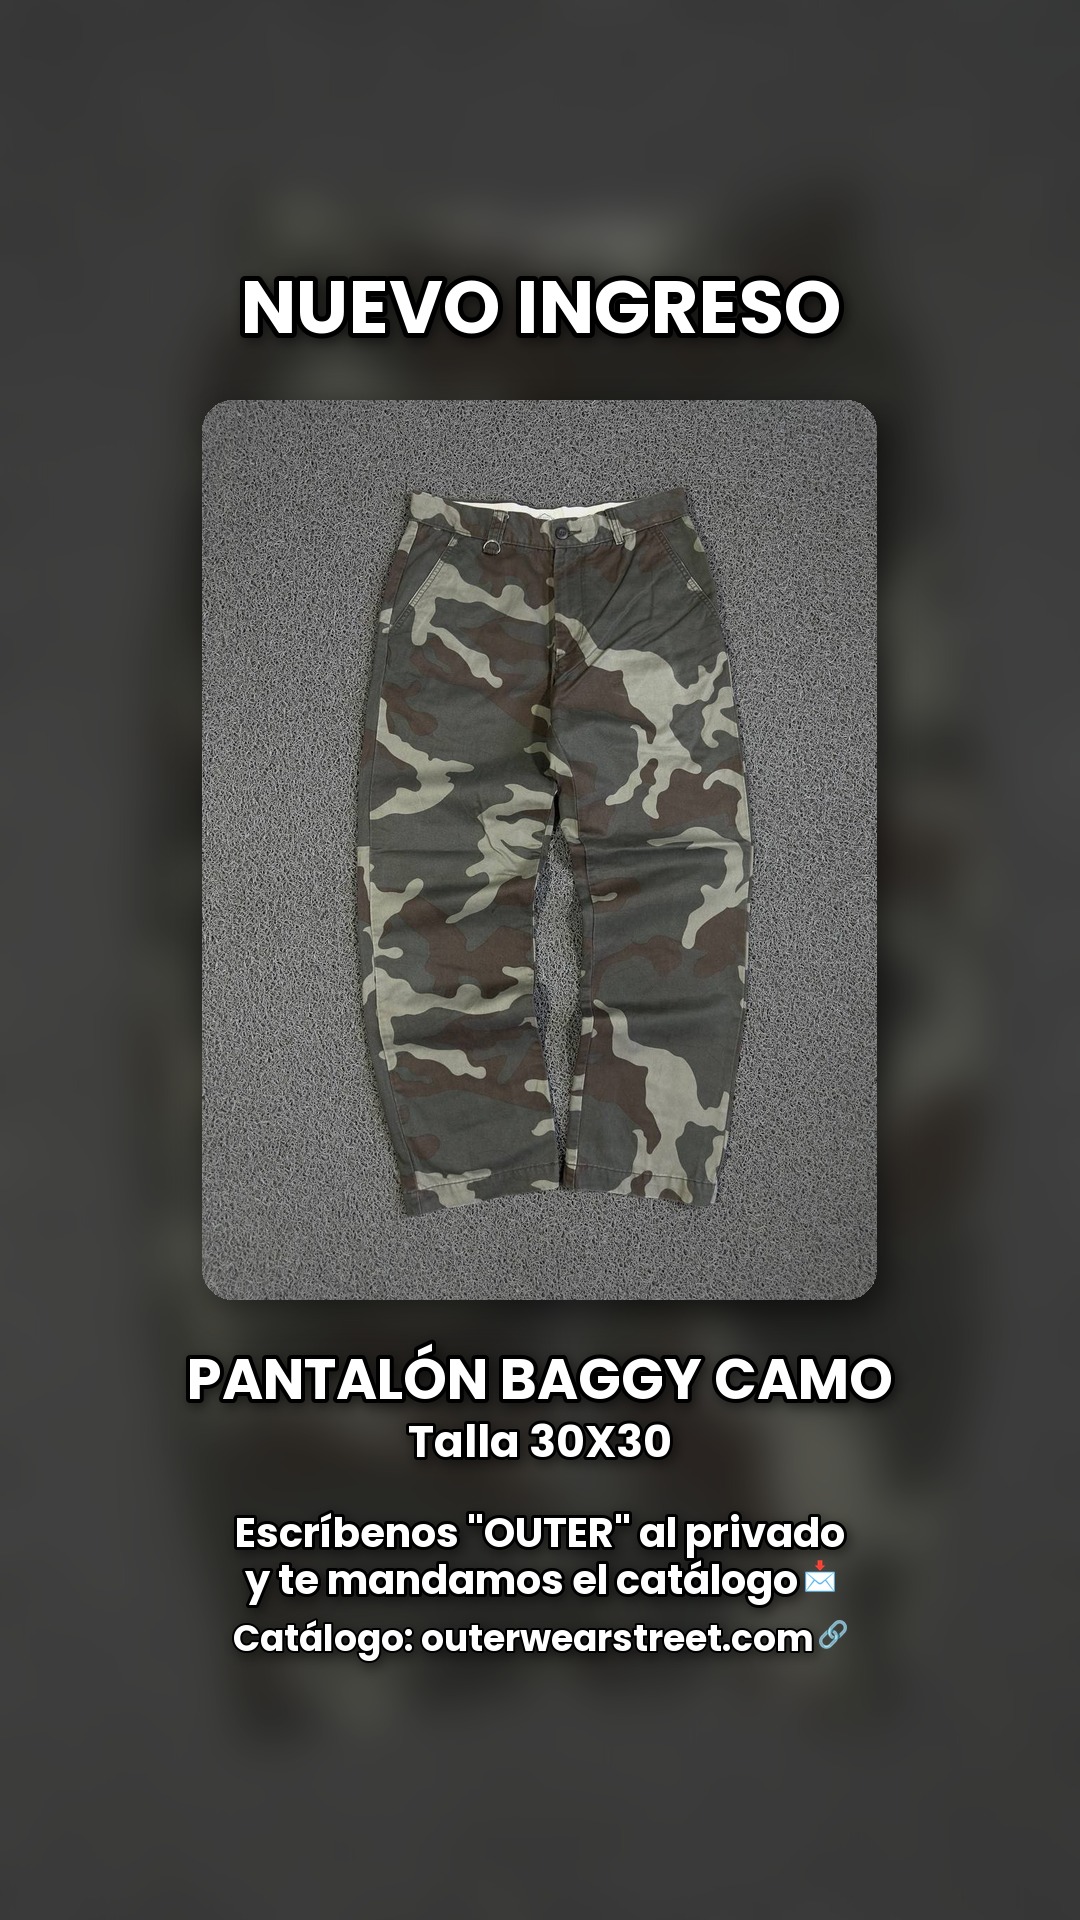 NUEVO INGRESO
PANTALÓN BAGGY CAMO
Talla 30X30
Escríbenos "OUTER" al privado
y te mandamos el catálogo📩
Catálogo: outerwearstreet.com🔗